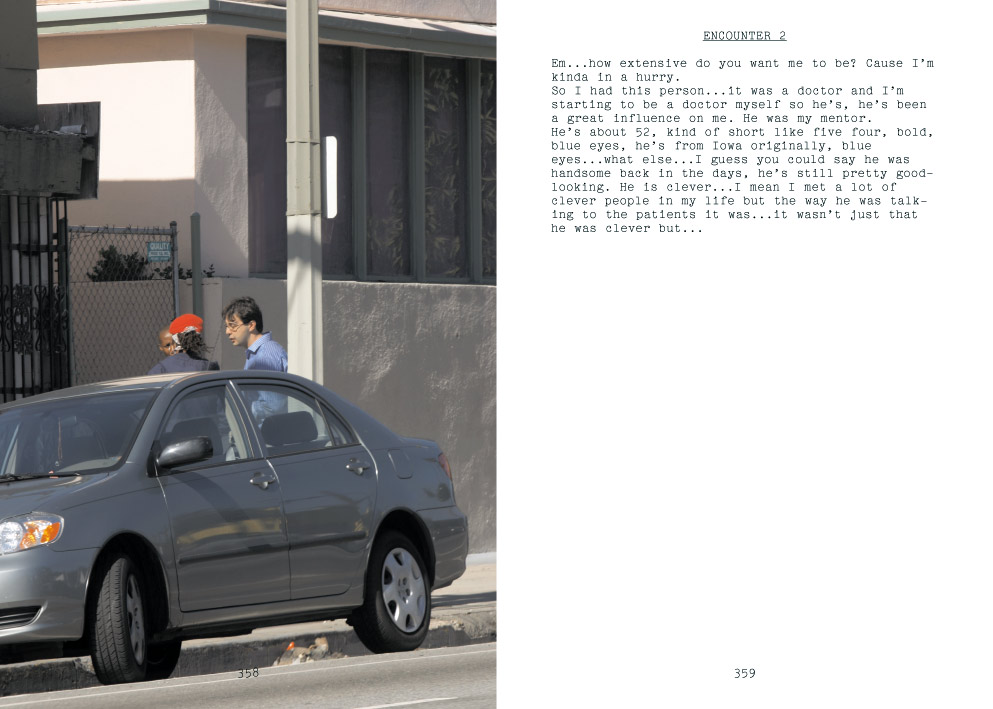 QUALITY
358
ENCOUNTER 2
Em...how extensive do you want me to be? Cause I'm
kinda in a hurry.
So I had this person...it was a doctor and I'm
starting to be a doctor myself so he's, he's been
a great influence on me. He was my mentor.
He's about 52, kind of short like five four, bold,
blue eyes, he's from Iowa originally, blue
eyes...what else...I guess you could say he was
handsome back in the days, he's still pretty good-
looking. He is clever...I mean I met a lot of
clever people in my life but the way he was talk-
ing to the patients it was...it wasn't just that
he was clever but...
359